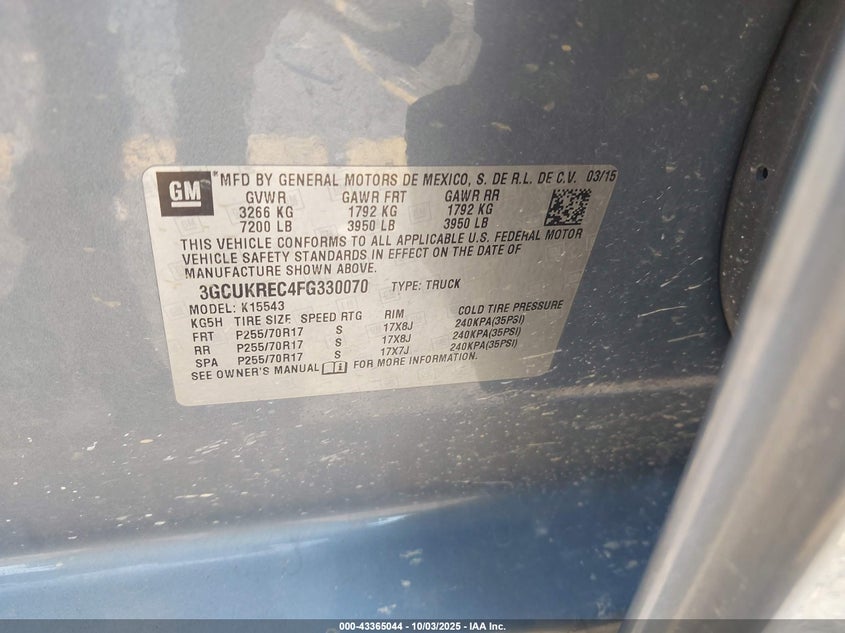 GM MFD BY GENERAL MOTORS DE MEXICO, S. DE R.L. DE C.V. 03/15
GVWR GAWR FRT GAWR RR
3266 KG 1792 KG 1792 KG
7200 LB 3950 LB 3950 LB
THIS VEHICLE CONFORMS TO ALL APPLICABLE U.S. FEDERAL MOTOR
VEHICLE SAFETY STANDARDS IN EFFECT ON THE DATE OF
MANUFACTURE SHOWN ABOVE.
3GCUKREC4FG330070 TYPE: TRUCK
MODEL: K15543
KG5H TIRE SIZE SPEED RTG RIM COLD TIRE PRESSURE
FRT P255/70R17 S 17X8J 240KPA(35PSI)
RR P255/70R17 S 17X8J 240KPA(35PSI)
SPA P255/70R17 S 17X7J 240KPA(35PSI)
SEE OWNER'S MANUAL FOR MORE INFORMATION.
000-43365044 - 10/03/2025 - IAA Inc.